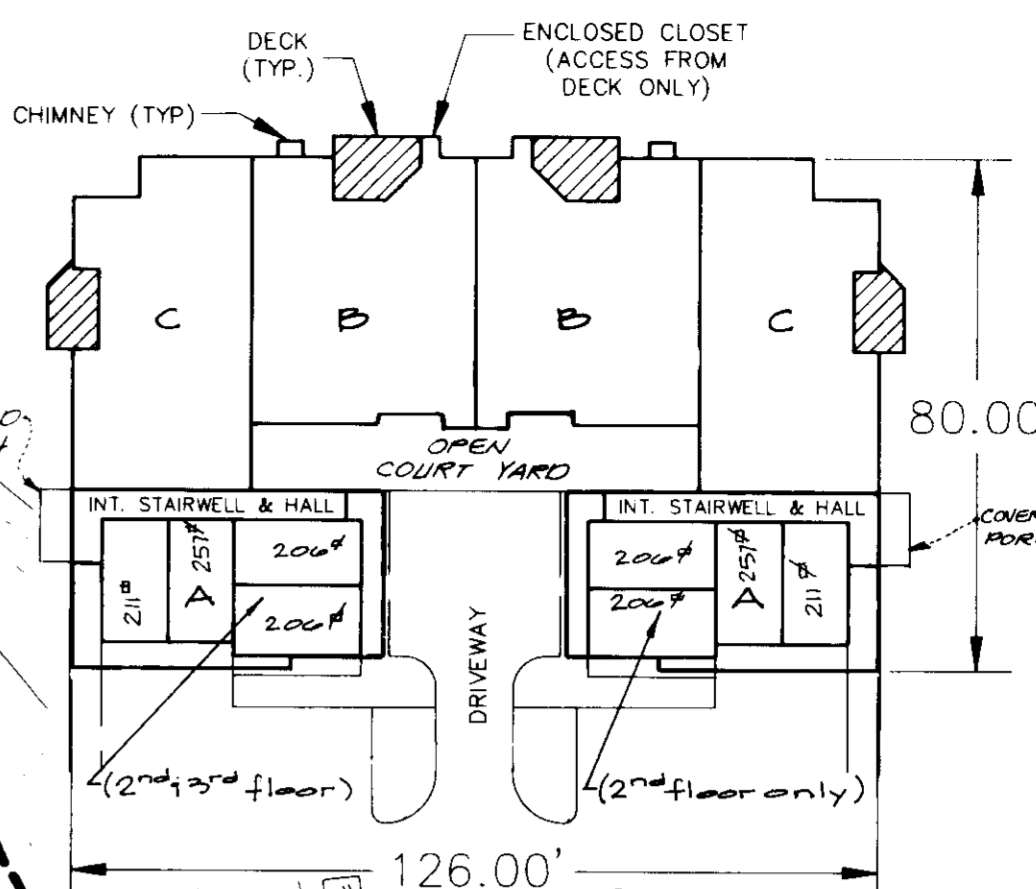 DECK
(TYP.)
ENCLOSED CLOSET
(ACCESS FROM
DECK ONLY)
CHIMNEY (TYP)
C
B
B
C
80.00
OPEN
COURT YARD
INT. STAIRWELL & HALL
INT. STAIRWELL & HALL
211
A 257
206
206
206
206
A 257
211
COVER
POR
DRIVEWAY
(2nd & 3rd floor)
(2nd floor only)
126.00'